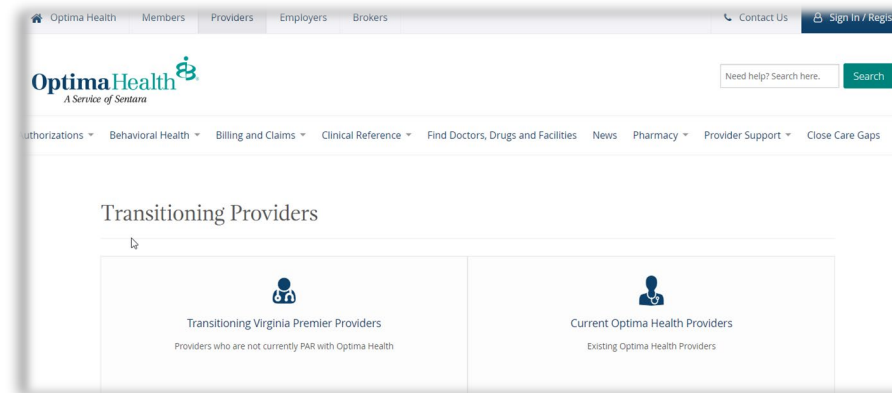 Optima Health Members Providers Employers Brokers Contact Us Sign In / Regis
OptimaHealth
A Service of Sentara
Need help? Search here. Search
uthorizations Behavioral Health Billing and Claims Clinical Reference Find Doctors, Drugs and Facilities News Pharmacy Provider Support Close Care Gaps
Transitioning Providers
Transitioning Virginia Premier Providers
Providers who are not currently PAR with Optima Health
Current Optima Health Providers
Existing Optima Health Providers